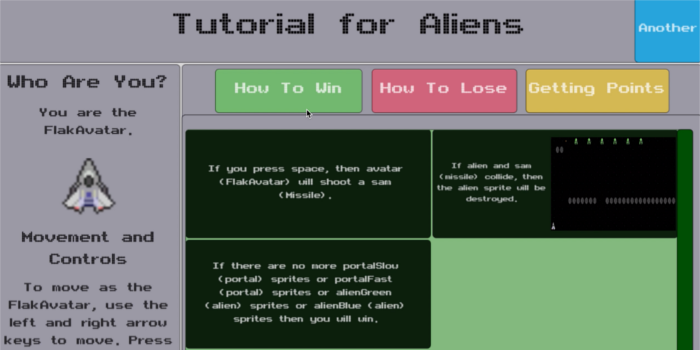 Tutorial for Aliens
Another
Who Are You?
You are the
FlakAvatar.
Movement and
Controls
To move as the
FlakAvatar, use the
left and right arrow
keys to move. Press
How To Win
How To Lose
Getting Points
If you press space, then avatar
(FlakAvatar) will shoot a sam
(Missile).
If alien and sam
(missile) collide, then
the alien sprite will be
destroyed.
If there are no more portalSlow
(portal) sprites or portalFast
(portal) sprites or alienGreen
(alien) sprites or alienBlue (alien)
sprites then you will win.